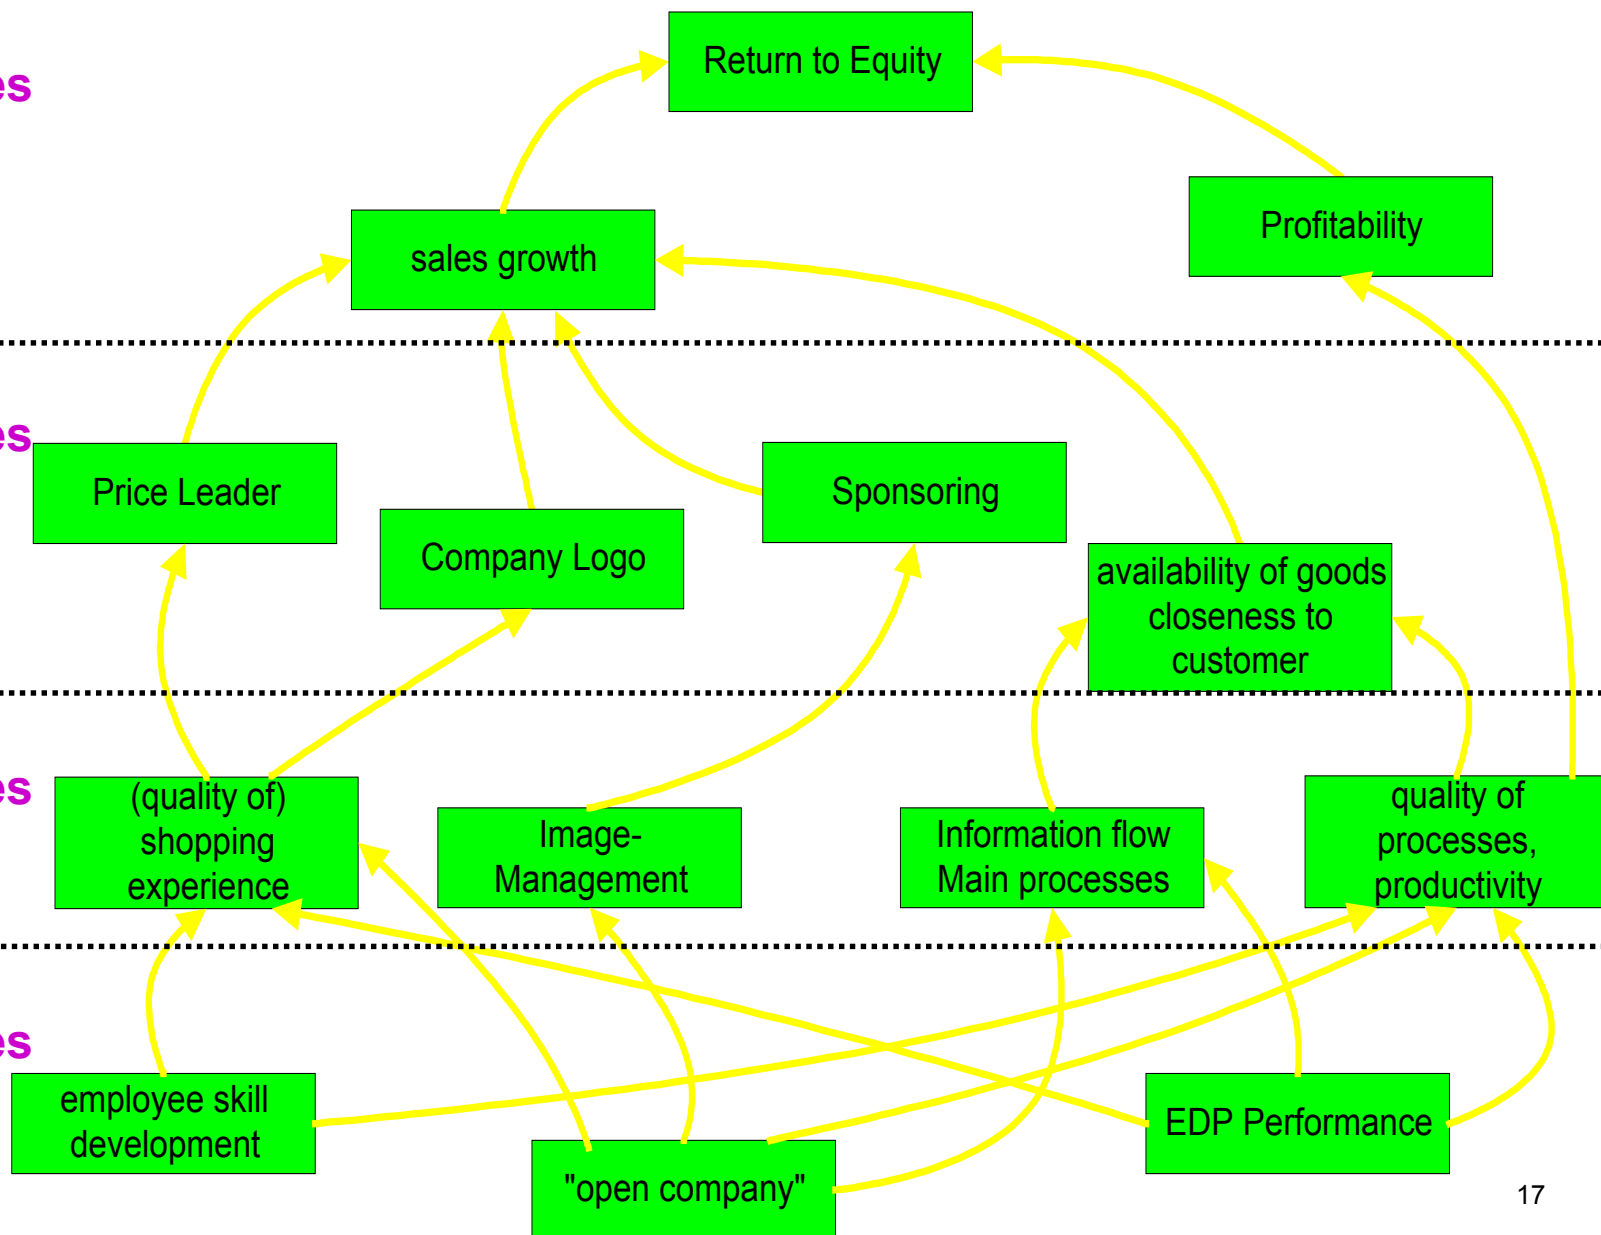 Return to Equity
es
Profitability
sales growth
es
Price Leader
Sponsoring
Company Logo
availability of goods
closeness to
customer
es
(quality of)
shopping
experience
Image-
Management
Information flow
Main processes
quality of
processes,
productivity
es
employee skill
development
EDP Performance
"open company"
17